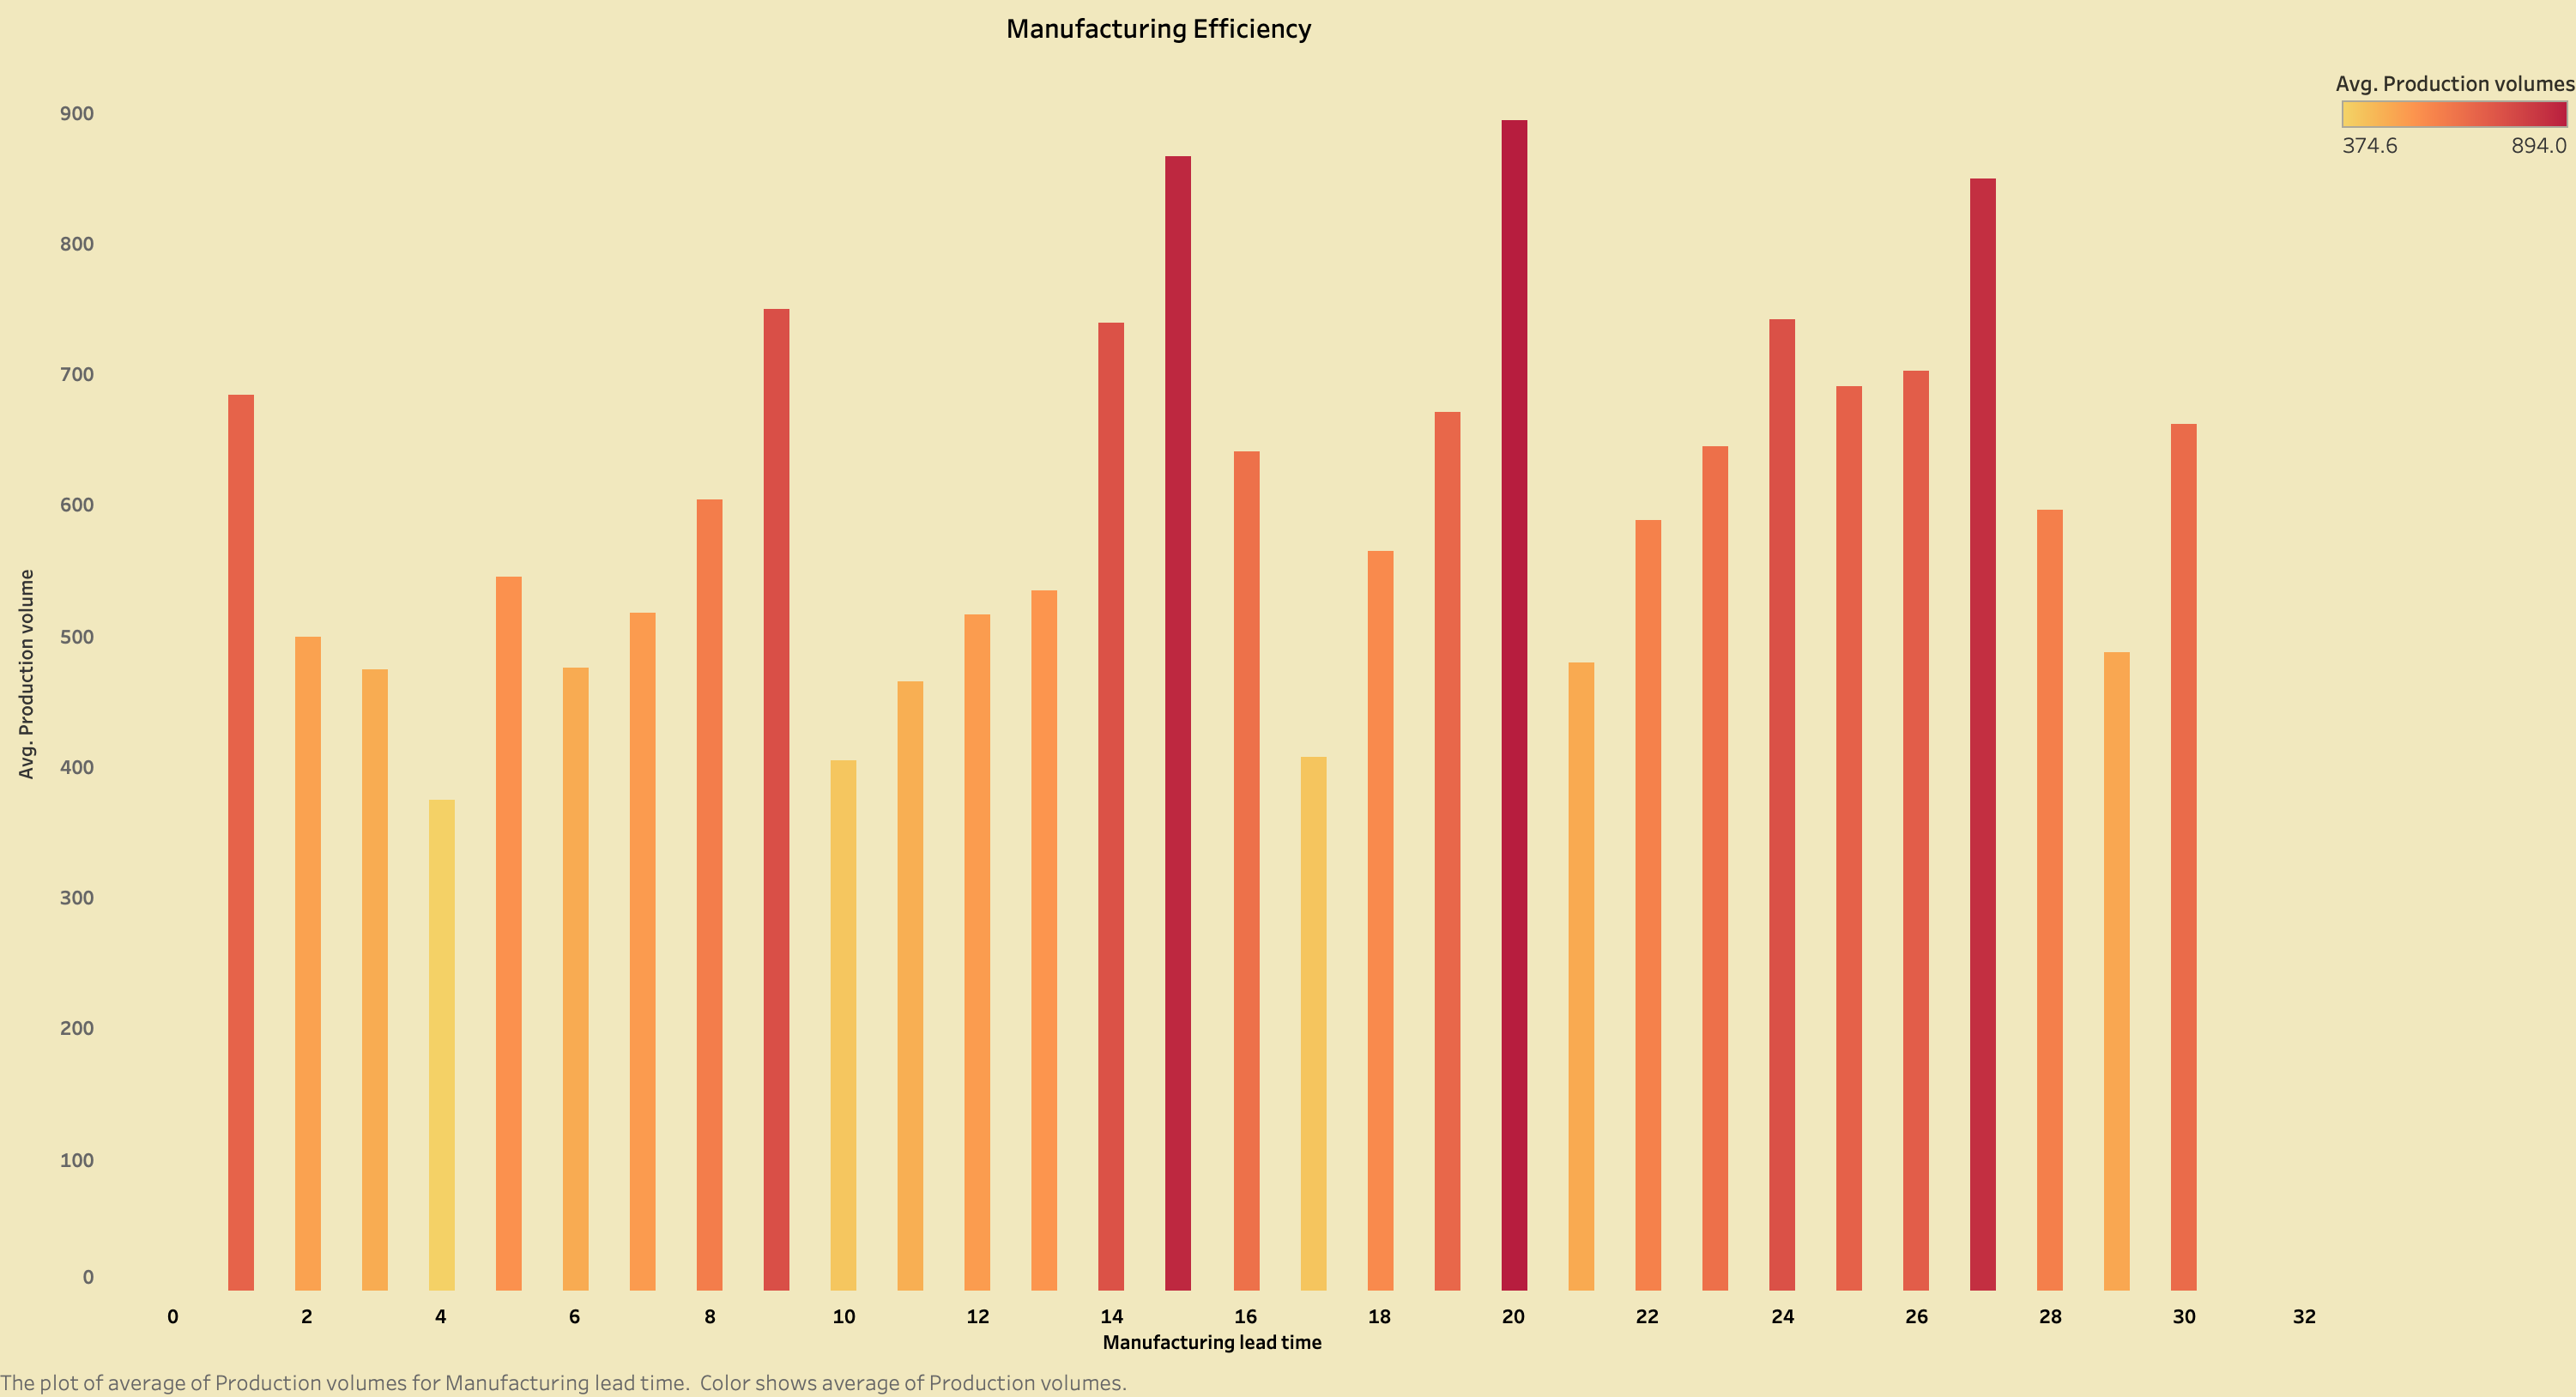 Manufacturing Efficiency
Avg. Production volumes
374.6 894.0
900
800
700
600
500
400
300
200
100
0
Avg. Production volume
0 2 4 6 8 10 12 14 16 18 20 22 24 26 28 30 32
Manufacturing lead time
The plot of average of Production volumes for Manufacturing lead time. Color shows average of Production volumes.